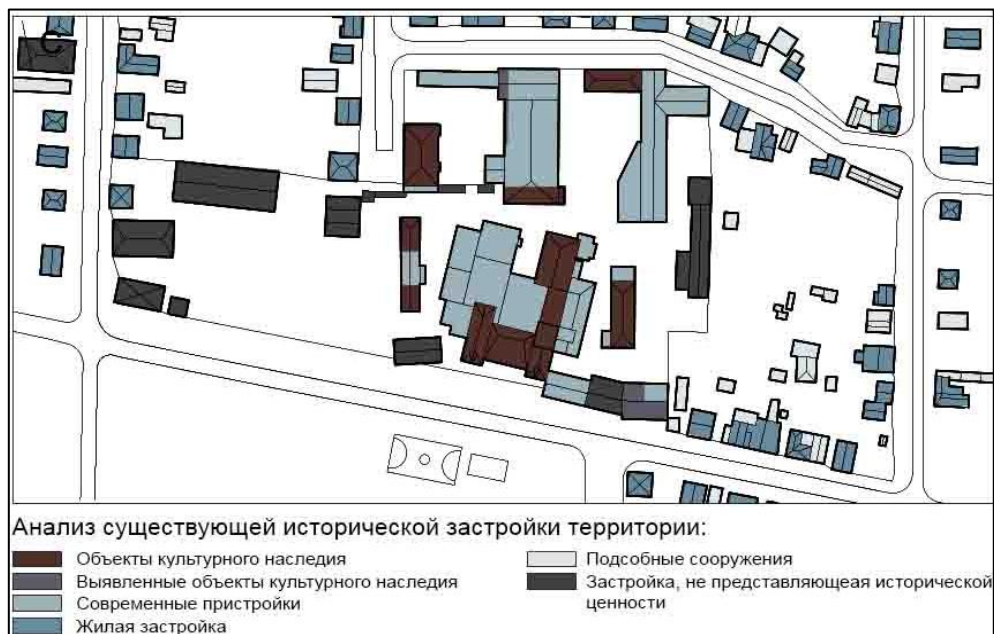 С
Анализ существующей исторической застройки территории:
Объекты культурного наследия
Выявленные объекты культурного наследия
Современные пристройки
Жилая застройка
Подсобные сооружения
Застройка, не представляющеая исторической
ценности